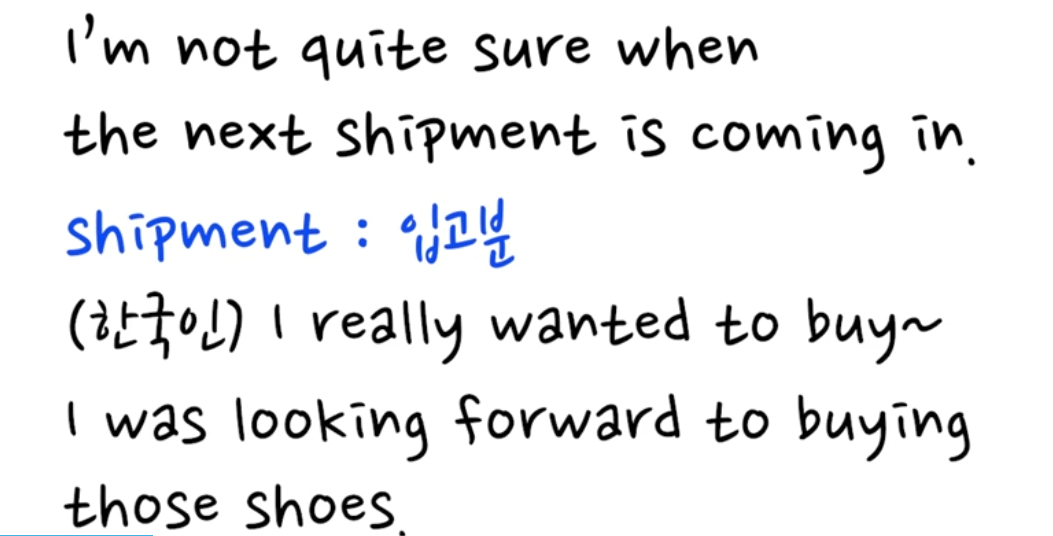 I'm not quite sure when
the next shipment is coming in.
shipment : 입고분
(한국인) I really wanted to buy~
I was looking forward to buying
those shoes.